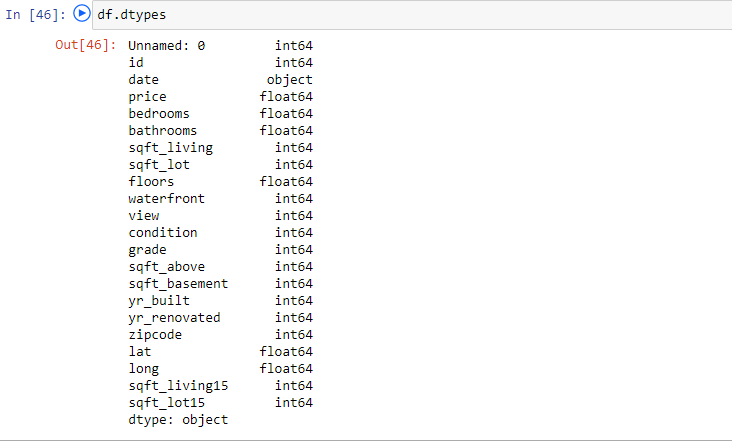 In [46]: df.dtypes
Out[46]: Unnamed: 0 int64
id int64
date object
price float64
bedrooms float64
bathrooms float64
sqft_living int64
sqft_lot int64
floors float64
waterfront int64
view int64
condition int64
grade int64
sqft_above int64
sqft_basement int64
yr_built int64
yr_renovated int64
zipcode int64
lat float64
long float64
sqft_living15 int64
sqft_lot15 int64
dtype: object